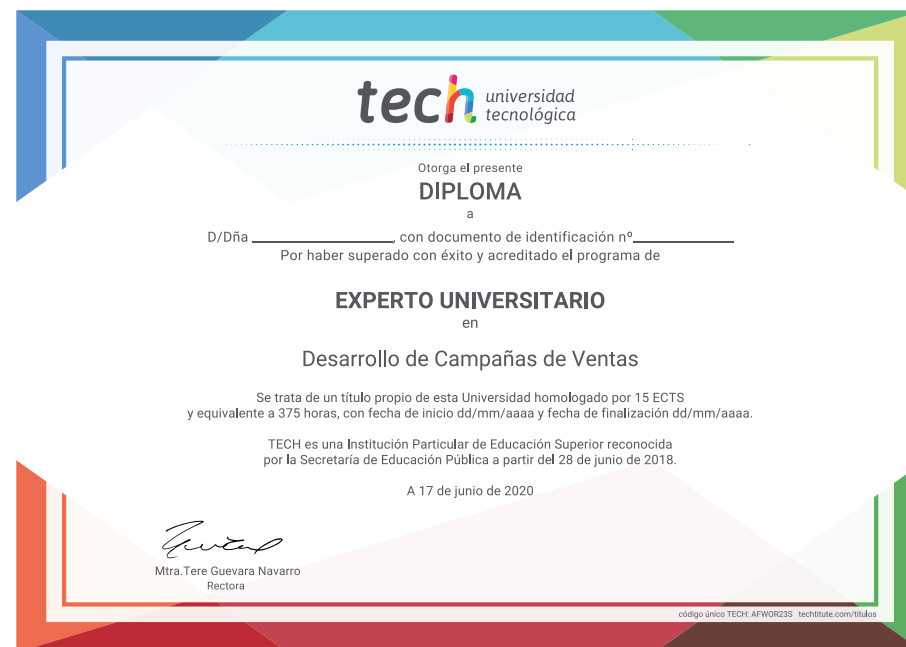 tech universidad
tecnológica
Otorga el presente
DIPLOMA
a
D/Dña ____________________, con documento de identificación nº______________
Por haber superado con éxito y acreditado el programa de
EXPERTO UNIVERSITARIO
en
Desarrollo de Campañas de Ventas
Se trata de un título propio de esta Universidad homologado por 15 ECTS
y equivalente a 375 horas, con fecha de inicio dd/mm/aaaa y fecha de finalización dd/mm/aaaa.
TECH es una Institución Particular de Educación Superior reconocida
por la Secretaría de Educación Pública a partir del 28 de junio de 2018.
A 17 de junio de 2020
Mtra.Tere Guevara Navarro
Rectora
código único TECH: AFWOR23S techtitute.com/titulos